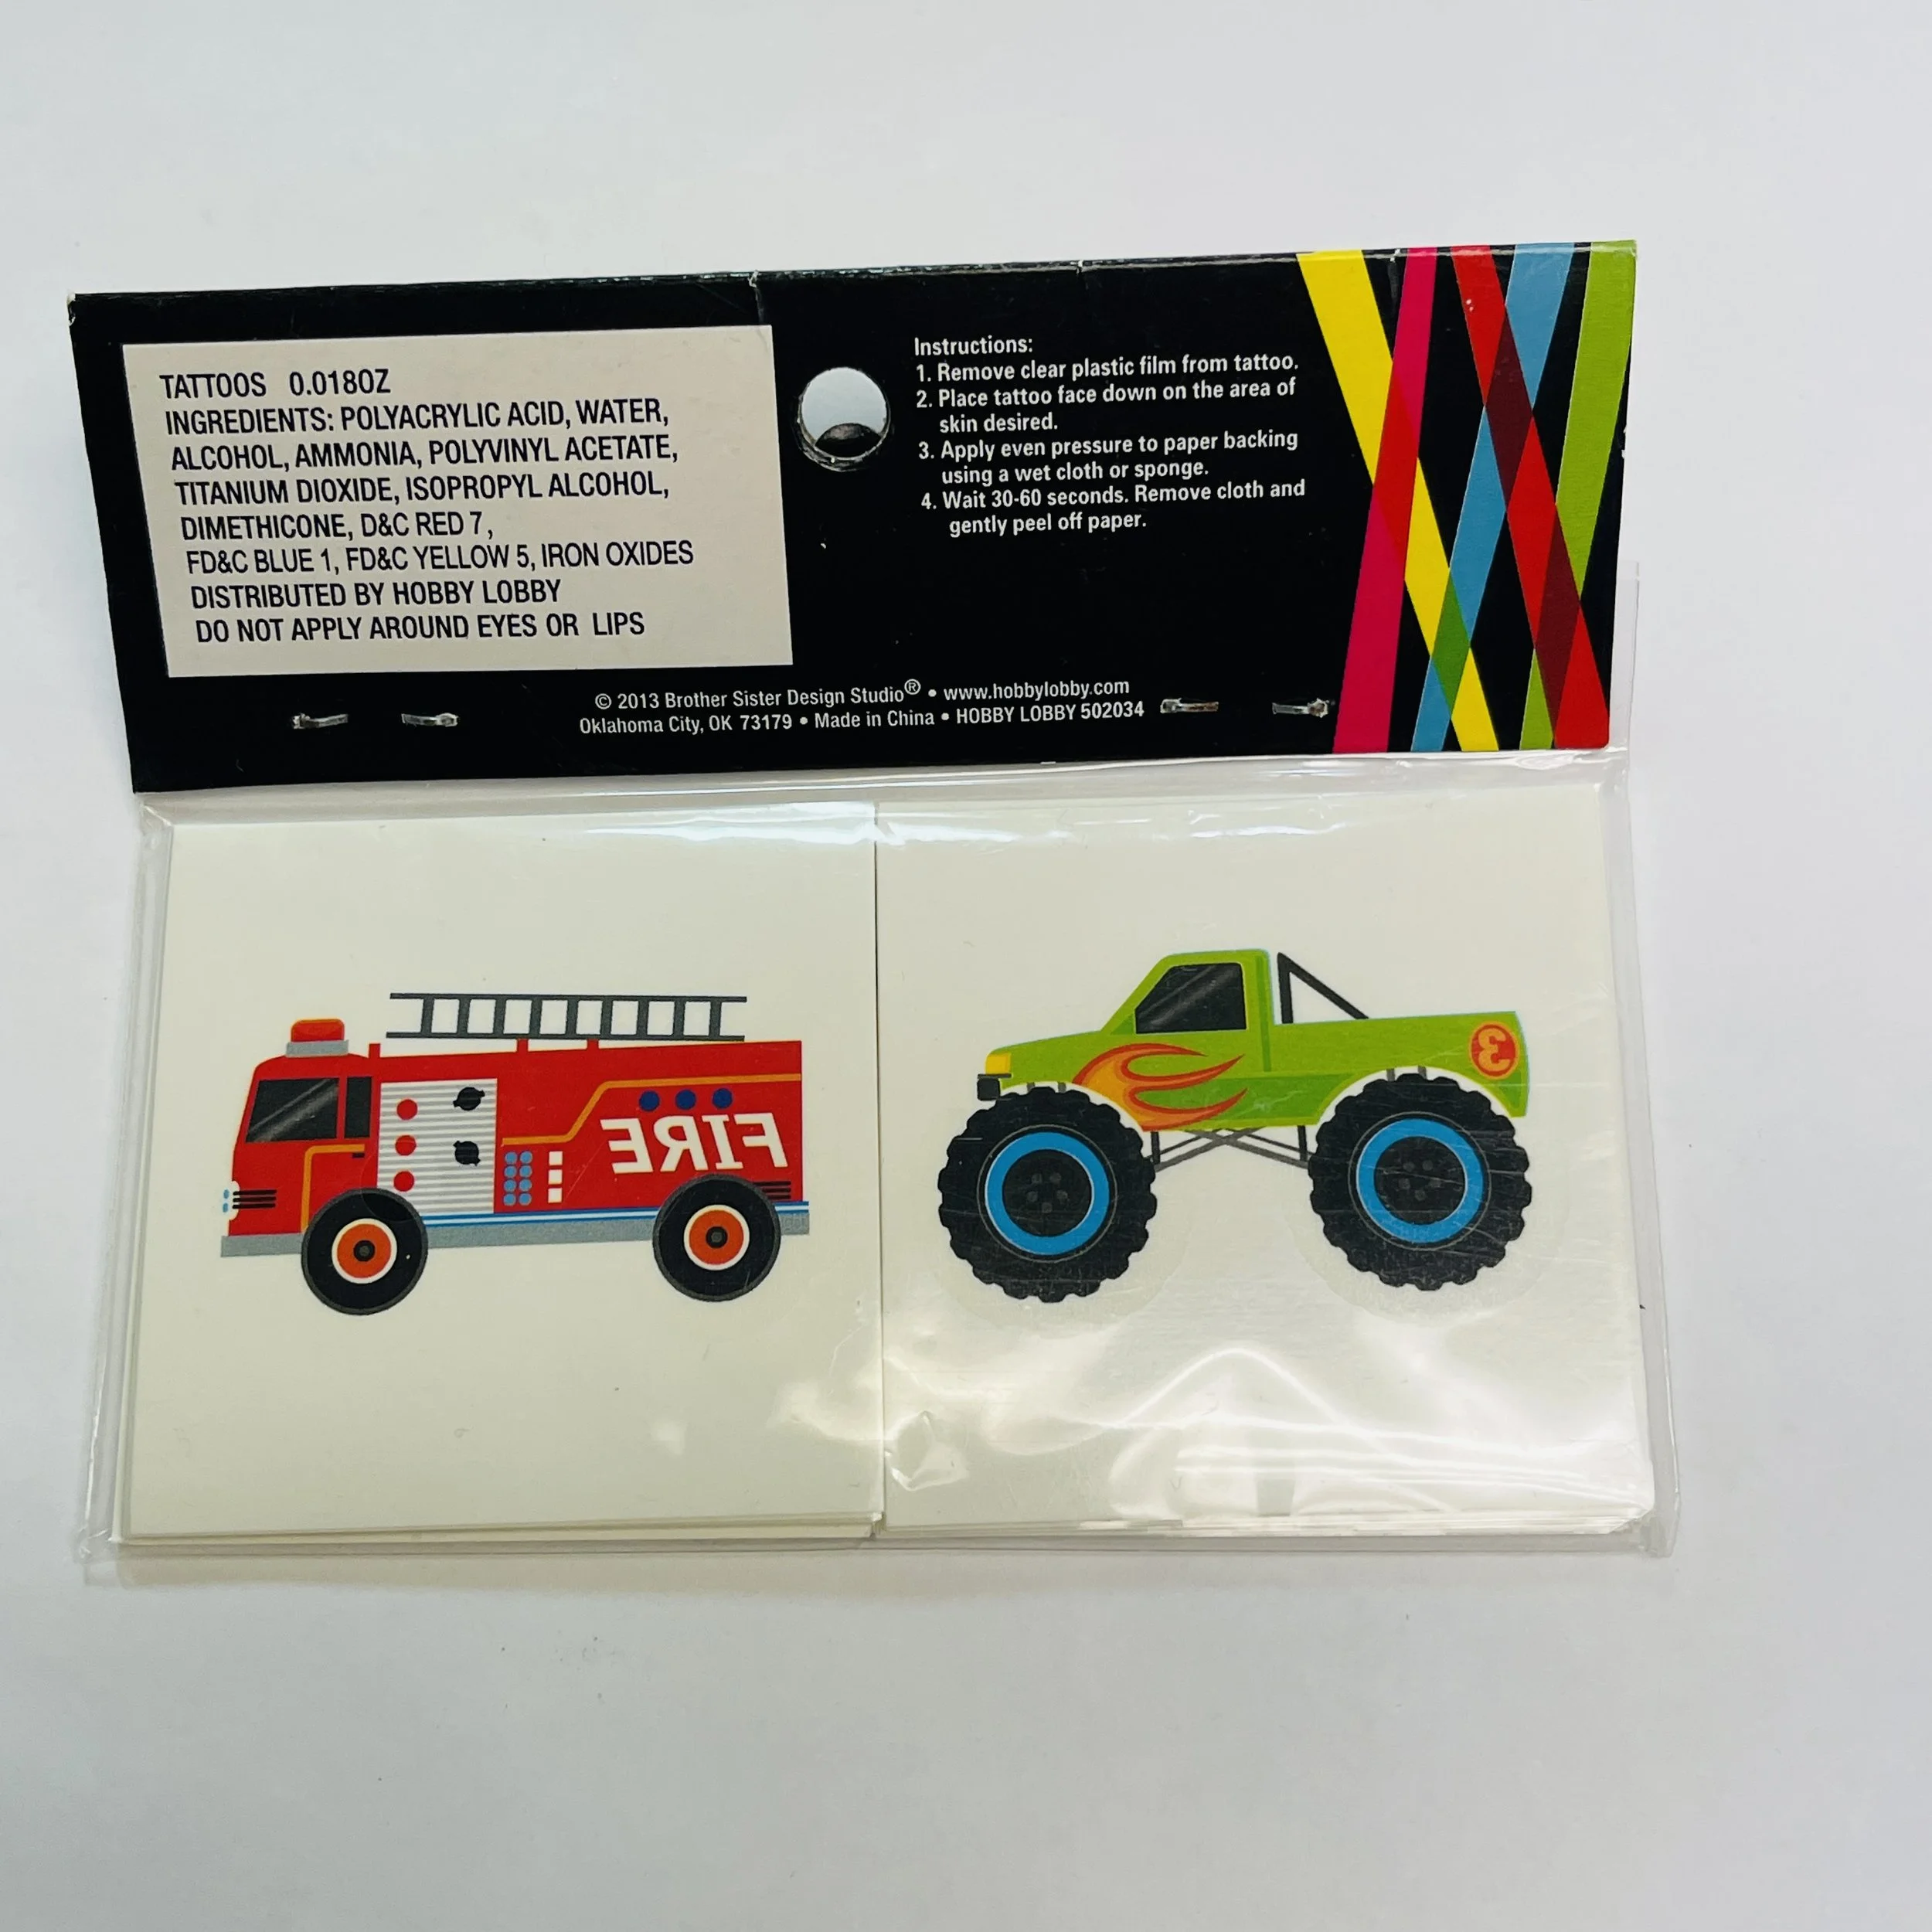 TATTOOS 0.018OZ
INGREDIENTS: POLYACRYLIC ACID, WATER,
ALCOHOL, AMMONIA, POLYVINYL ACETATE,
TITANIUM DIOXIDE, ISOPROPYL ALCOHOL,
DIMETHICONE, D&C RED 7,
FD&C BLUE 1, FD&C YELLOW 5, IRON OXIDES
DISTRIBUTED BY HOBBY LOBBY
DO NOT APPLY AROUND EYES OR LIPS
Instructions:
1. Remove clear plastic film from tattoo.
2. Place tattoo face down on the area of
skin desired.
3. Apply even pressure to paper backing
using a wet cloth or sponge.
4. Wait 30-60 seconds. Remove cloth and
gently peel off paper.
© 2013 Brother Sister Design Studio® • www.hobbylobby.com
Oklahoma City, OK 73179 • Made in China • HOBBY LOBBY 502034
FIRE
3